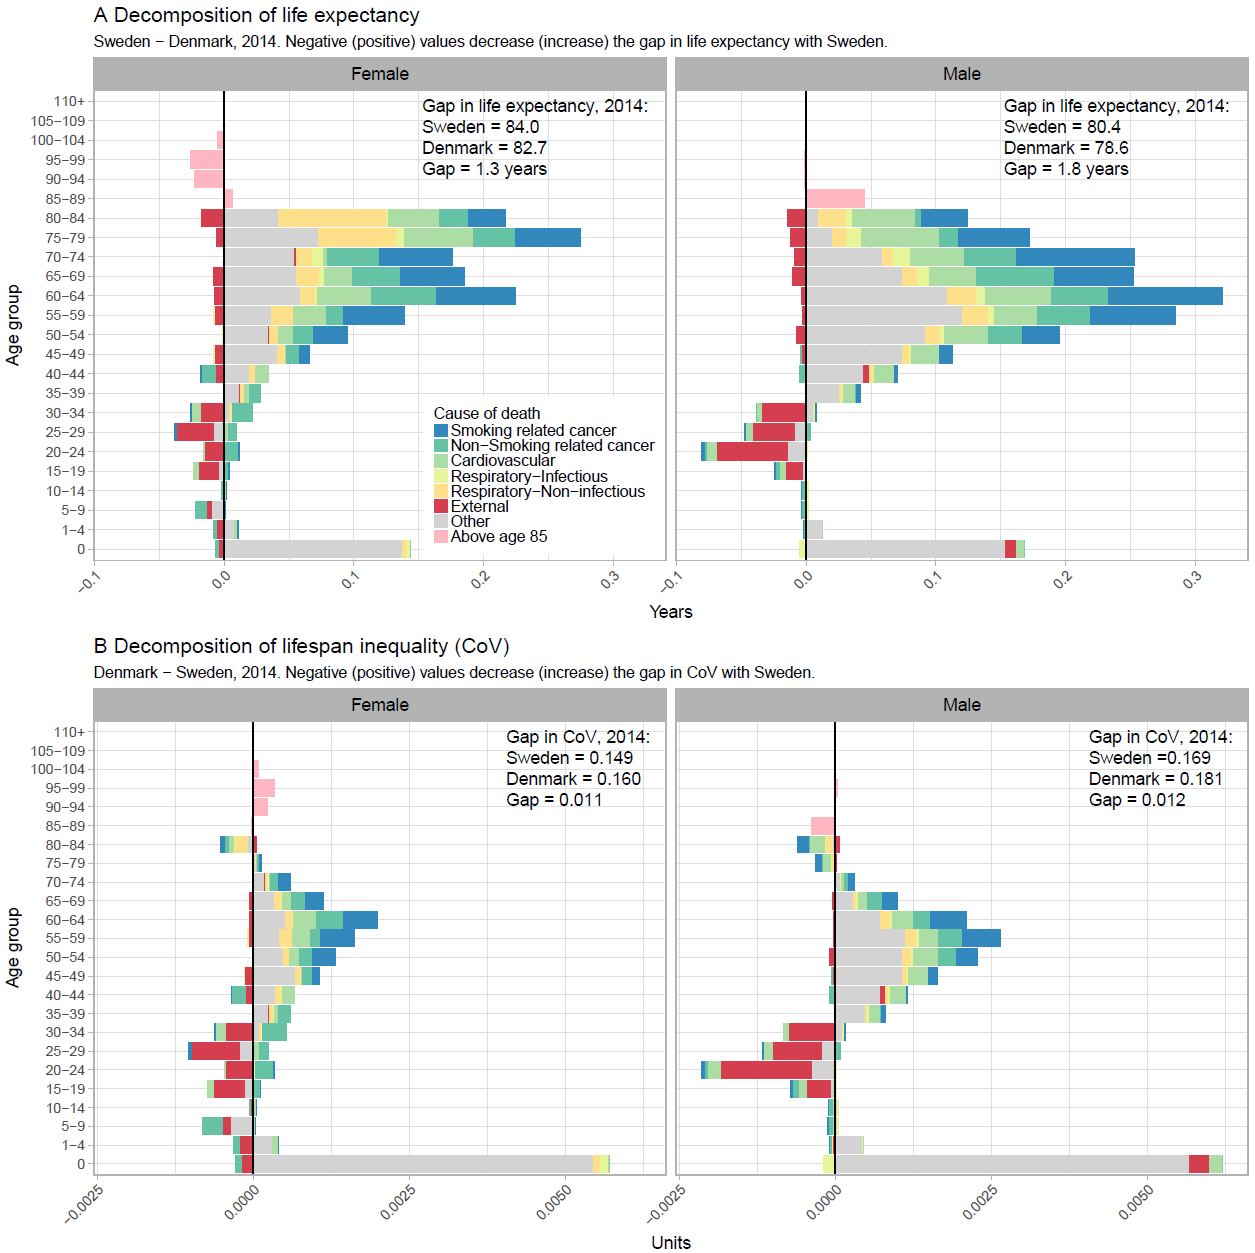 A Decomposition of life expectancy
Sweden − Denmark, 2014. Negative (positive) values decrease (increase) the gap in life expectancy with Sweden.
Female
Male
Age group
110+
105−109
100−104
95−99
90−94
85−89
80−84
75−79
70−74
65−69
60−64
55−59
50−54
45−49
40−44
35−39
30−34
25−29
20−24
15−19
10−14
5−9
1−4
0
Gap in life expectancy, 2014:
Sweden = 84.0
Denmark = 82.7
Gap = 1.3 years
Gap in life expectancy, 2014:
Sweden = 80.4
Denmark = 78.6
Gap = 1.8 years
Cause of death
Smoking related cancer
Non−Smoking related cancer
Cardiovascular
Respiratory−Infectious
Respiratory−Non−infectious
External
Other
Above age 85
−0.1
0.0
0.1
0.2
0.3
−0.1
0.0
0.1
0.2
0.3
Years
B Decomposition of lifespan inequality (CoV)
Denmark − Sweden, 2014. Negative (positive) values decrease (increase) the gap in CoV with Sweden.
Female
Male
Age group
110+
105−109
100−104
95−99
90−94
85−89
80−84
75−79
70−74
65−69
60−64
55−59
50−54
45−49
40−44
35−39
30−34
25−29
20−24
15−19
10−14
5−9
1−4
0
Gap in CoV, 2014:
Sweden = 0.149
Denmark = 0.160
Gap = 0.011
Gap in CoV, 2014:
Sweden =0.169
Denmark = 0.181
Gap = 0.012
−0.0025
0.0000
0.0025
0.0050
−0.0025
0.0000
0.0025
0.0050
Units